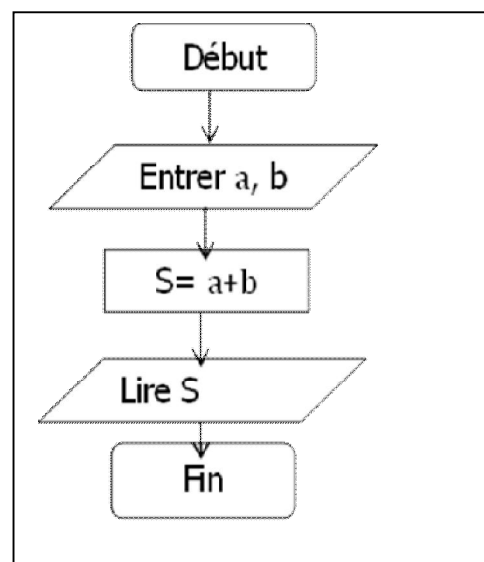 Début
Entrer a, b
S= a+b
Lire S
Fin